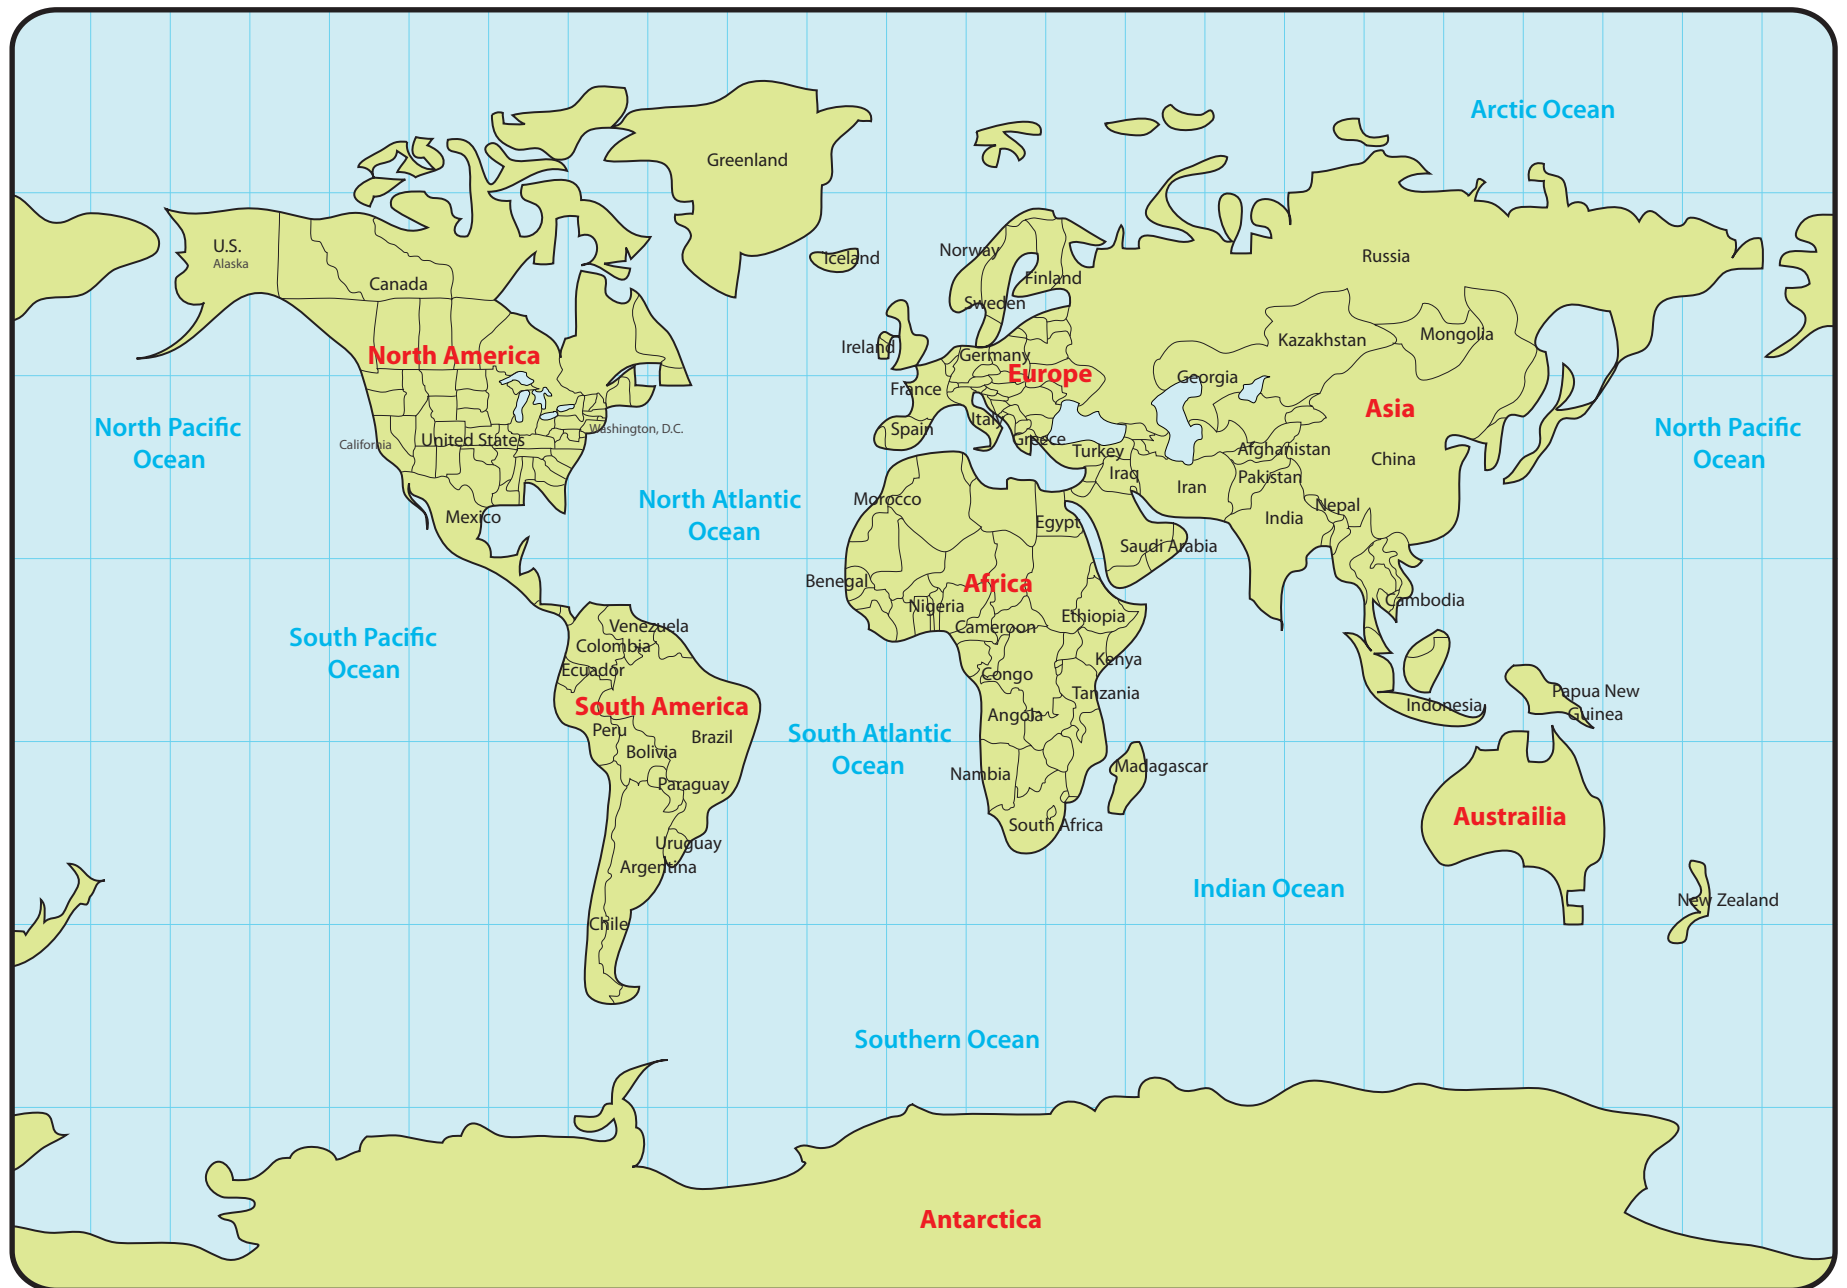 Arctic Ocean
Greenland
U.S.
Alaska
Canada
Iceland
Norway
Finland
Sweden
Russia
Ireland
Germany
North America
Europe
France
Kazakhstan
Mongolia
Georgia
Asia
North Pacific
Ocean
California
United States
Washington, D.C.
Spain
Italy
Greece
Turkey
Afghanistan
China
North Pacific
Ocean
Iraq
Iran
Pakistan
North Atlantic
Ocean
Morocco
Mexico
Egypt
India
Nepal
Saudi Arabia
Benegal
Africa
Nigeria
Ethiopia
Cambodia
Cameroon
Venezuela
Colombia
South Pacific
Ocean
Kenya
Ecuador
Congo
Tanzania
South America
Angola
Indonesia
Papua New
Guinea
Peru
Brazil
Bolivia
South Atlantic
Ocean
Nambia
Madagascar
Paraguay
South Africa
Austrailia
Uruguay
Argentina
Indian Ocean
New Zealand
Chile
Southern Ocean
Antarctica